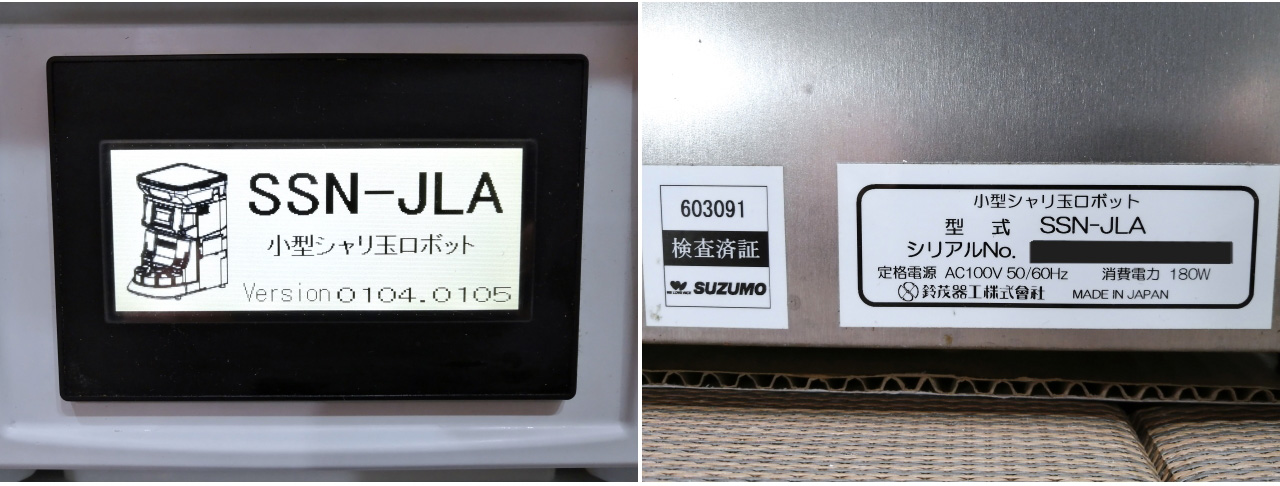 SSN-JLA
小型シャリ玉ロボット
Version 0104.0105
603091
検査済証
WE LOVE RICE SUZUMO
小型シャリ玉ロボット
型 式 SSN-JLA
シリアルNo.
定格電源 AC100V 50/60Hz 消費電力 180W
鈴茂器工株式會社 MADE IN JAPAN